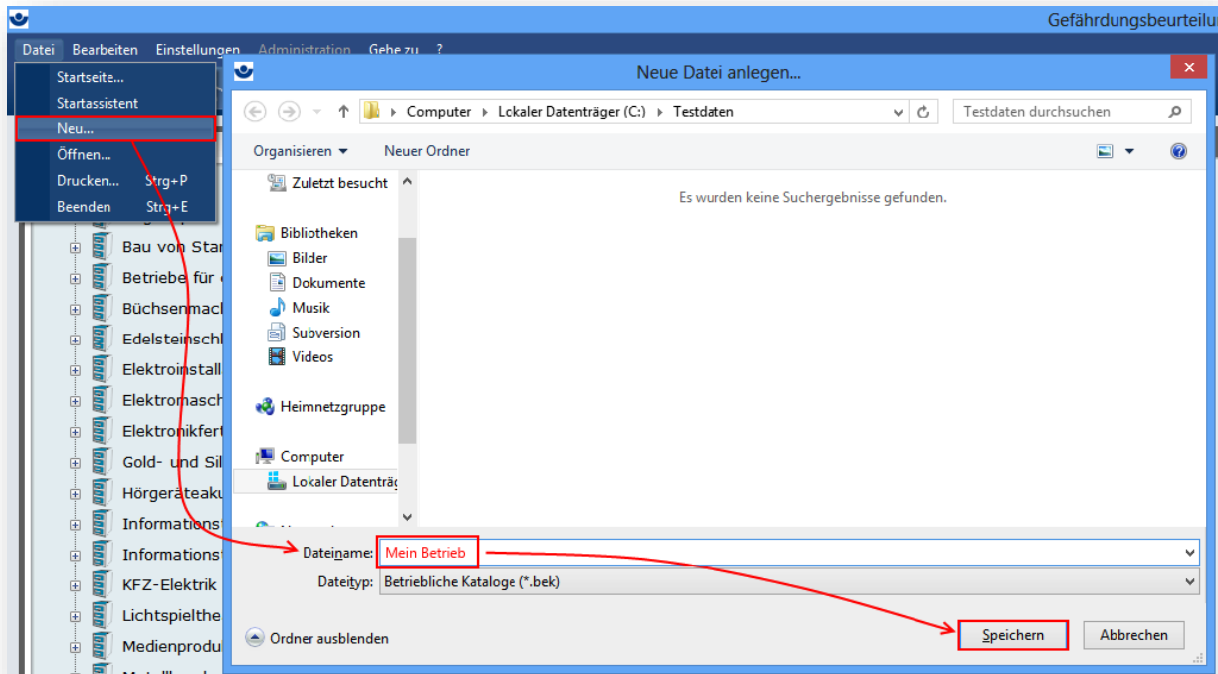 Gefährdungsbeurteilu
Datei Bearbeiten Einstellungen Administration Gehe zu ?
Startseite...
Startassistent
Neu...
Öffnen...
Drucken... Strg+P
Beenden Strg+E
Bau von Star
Betriebe für
Büchsenmacl
Edelsteinschl
Elektroinstall
Elektromasch
Elektronikfert
Gold- und Sil
Hörgeräteaku
Informations
Informations
KFZ-Elektrik
Lichtspielthe
Medienprodu
Neue Datei anlegen...
Computer Lokaler Datenträger (C:) Testdaten
Testdaten durchsuchen
Organisieren Neuer Ordner
Zuletzt besucht
Es wurden keine Suchergebnisse gefunden.
Bibliotheken
Bilder
Dokumente
Musik
Subversion
Videos
Heimnetzgruppe
Computer
Lokaler Datenträg
Dateiname: Mein Betrieb
Dateityp: Betriebliche Kataloge (*.bek)
Ordner ausblenden
Speichern Abbrechen